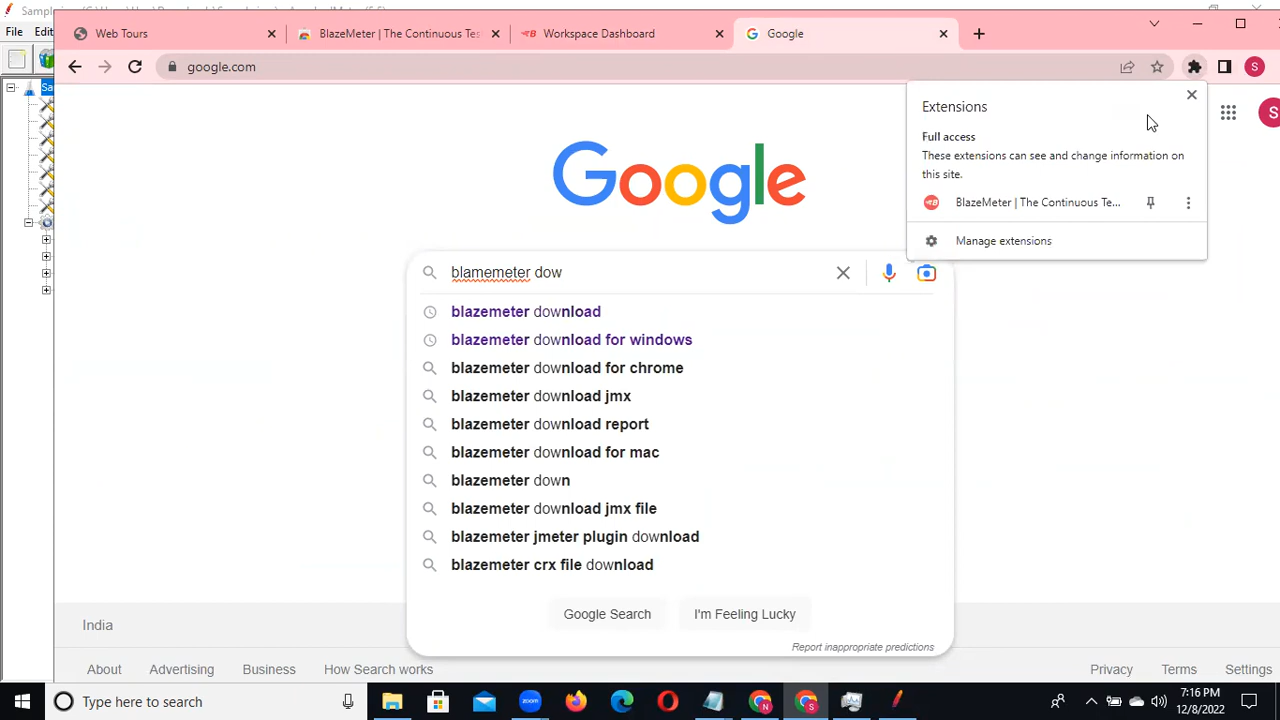 File Edit
Web Tours
BlazeMeter | The Continuous Tes
Workspace Dashboard
Google
google.com
S
Extensions
Full access
These extensions can see and change information on
this site.
BlazeMeter | The Continuous Te...
Manage extensions
S
Google
blamemeter dow
blazemeter download
blazemeter download for windows
blazemeter download for chrome
blazemeter download jmx
blazemeter download report
blazemeter download for mac
blazemeter down
blazemeter download jmx file
blazemeter jmeter plugin download
blazemeter crx file download
Google Search
I'm Feeling Lucky
Report inappropriate predictions
India
About
Advertising
Business
How Search works
Privacy
Terms
Settings
Type here to search
zoom
N
S
7:16 PM
12/8/2022